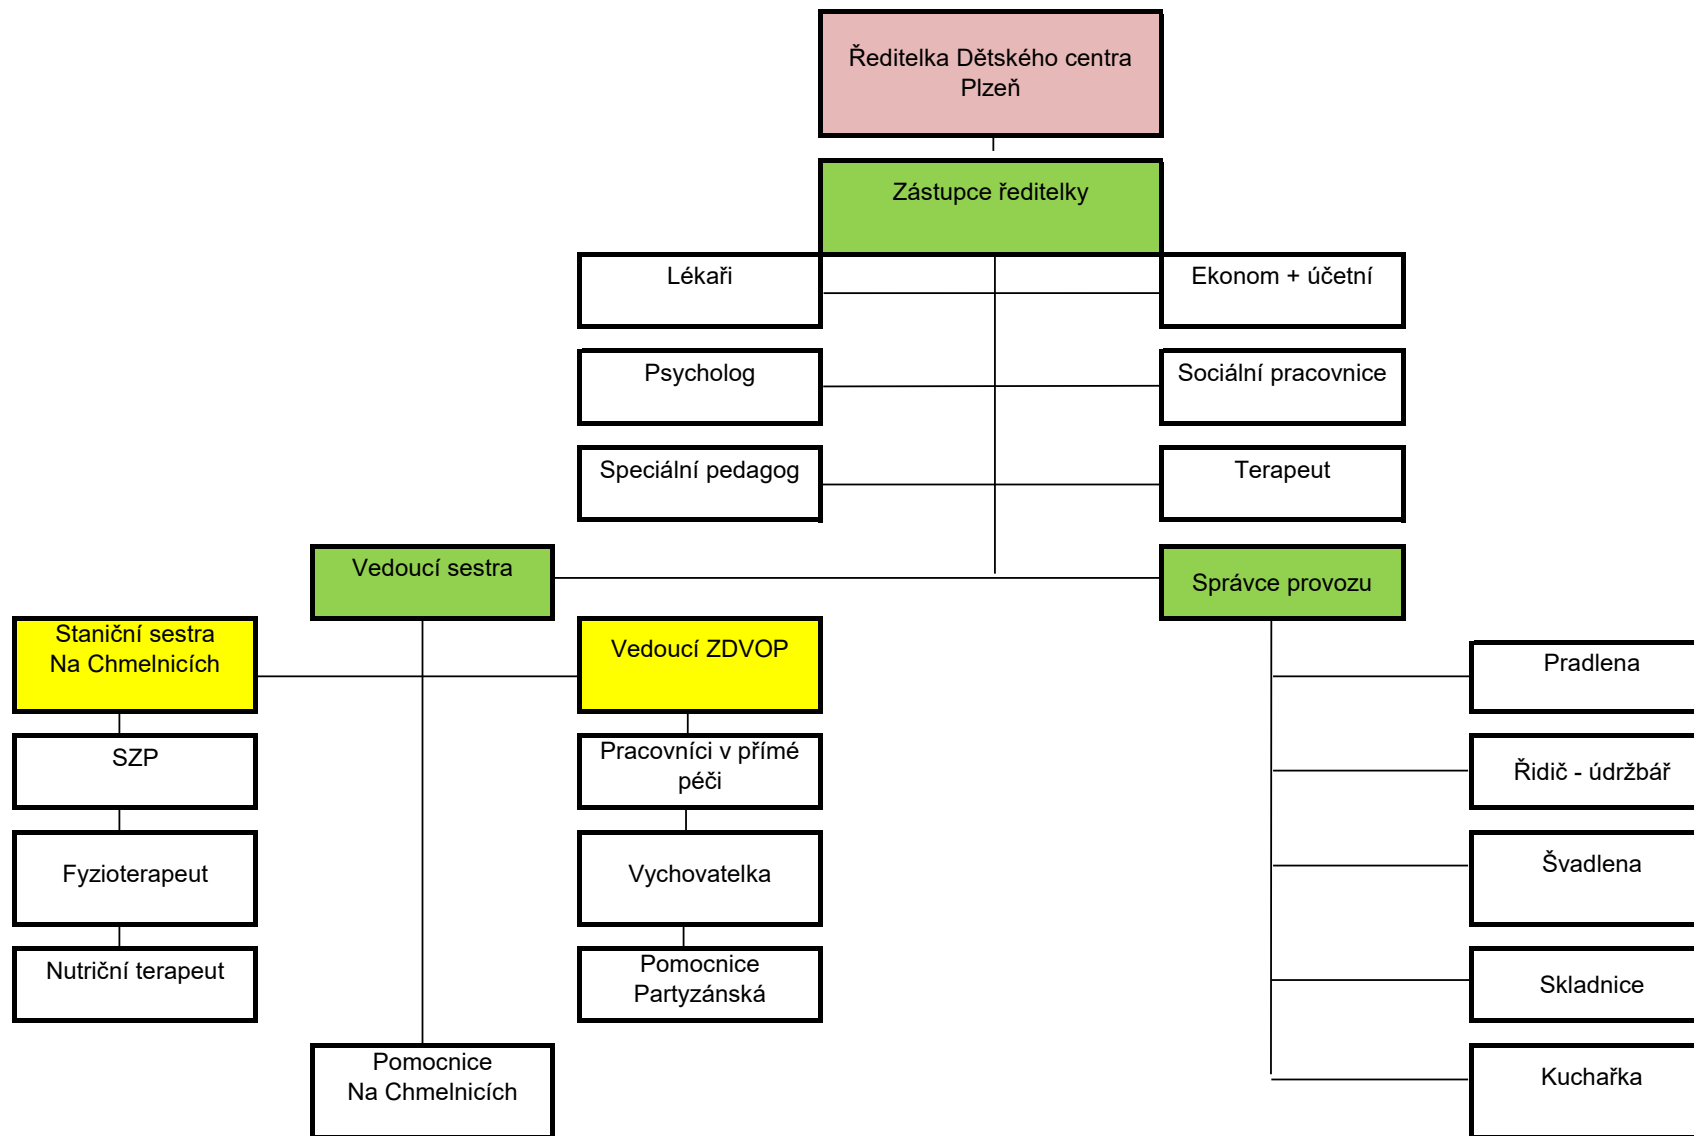 Ředitelka Dětského centra
Plzeň
Zástupce ředitelky
Lékaři
Ekonom + účetní
Psycholog
Sociální pracovnice
Speciální pedagog
Terapeut
Vedoucí sestra
Správce provozu
Staniční sestra
Na Chmelnicích
Vedoucí ZDVOP
Pradlena
SZP
Pracovníci v přímé
péči
Řidič - údržbář
Fyzioterapeut
Vychovatelka
Švadlena
Nutriční terapeut
Pomocnice
Partyzánská
Skladnice
Pomocnice
Na Chmelnicích
Kuchařka